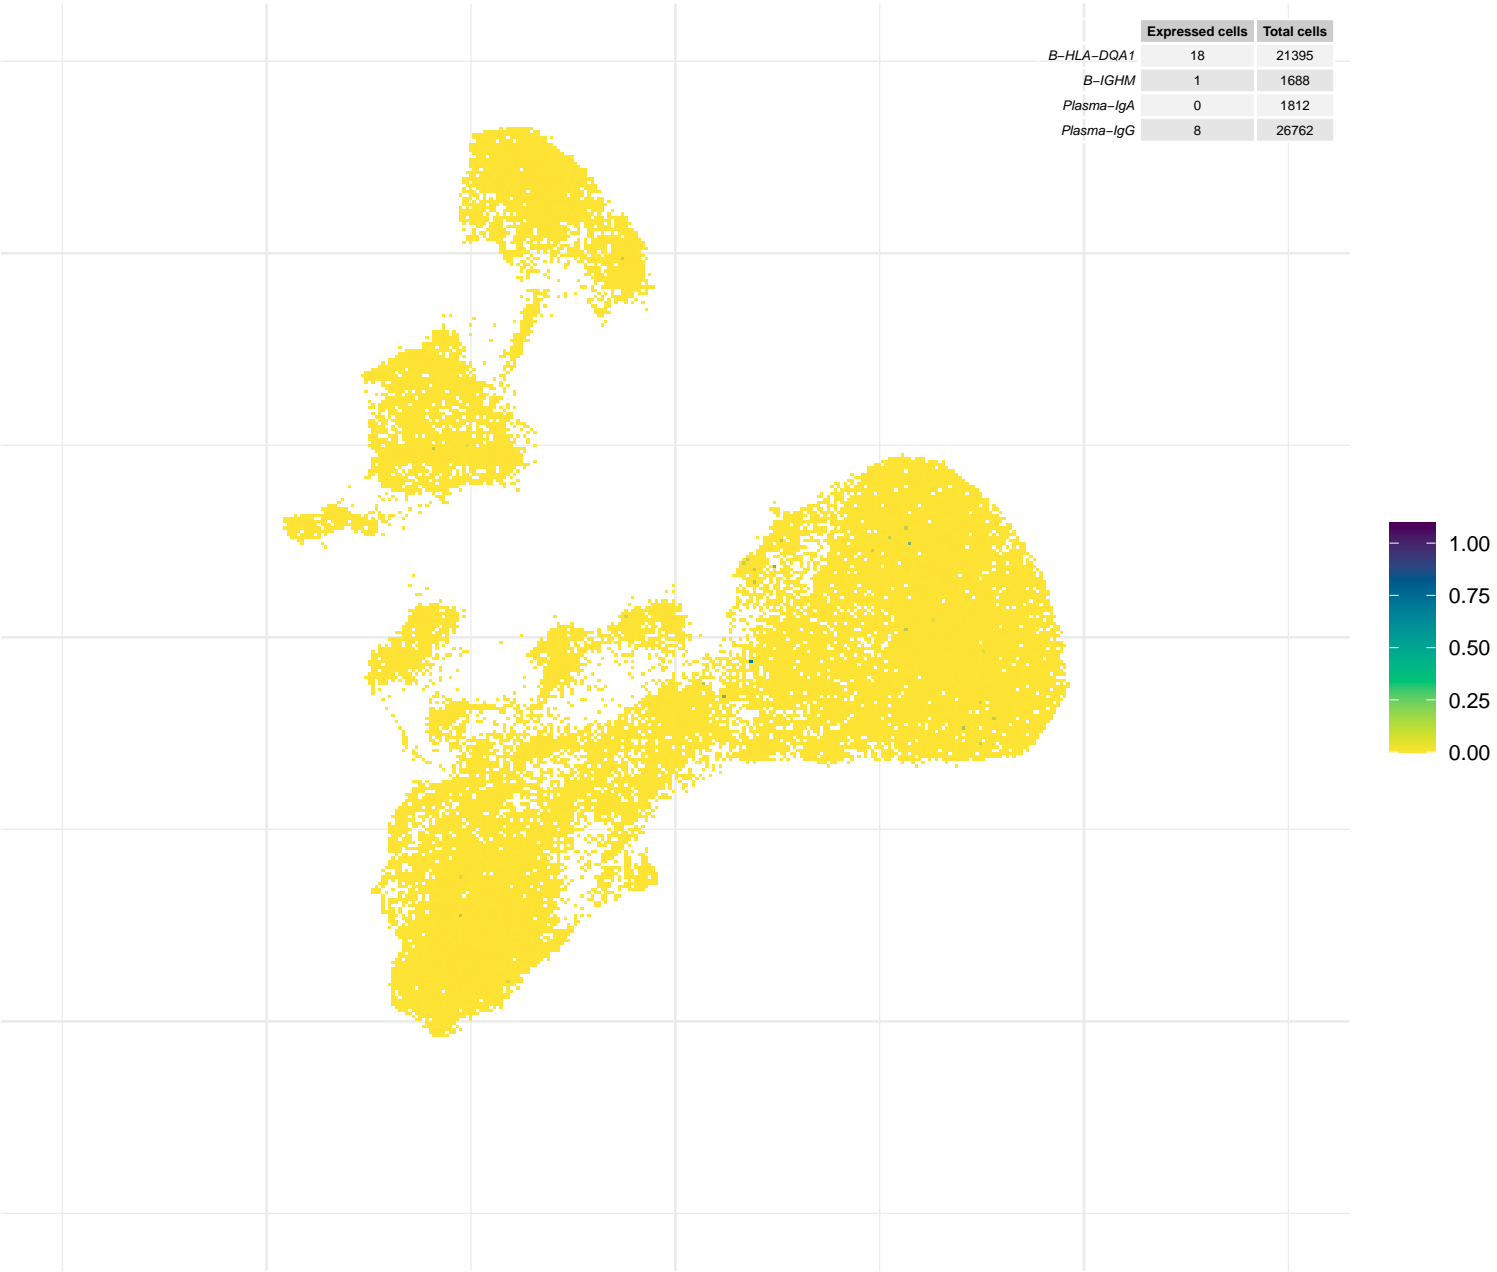 Expressed cells Total cells
B−HLA−DQA1 18 21395
B−IGHM 1 1688
Plasma−IgA 0 1812
Plasma−IgG 8 26762
1.00
0.75
0.50
0.25
0.00